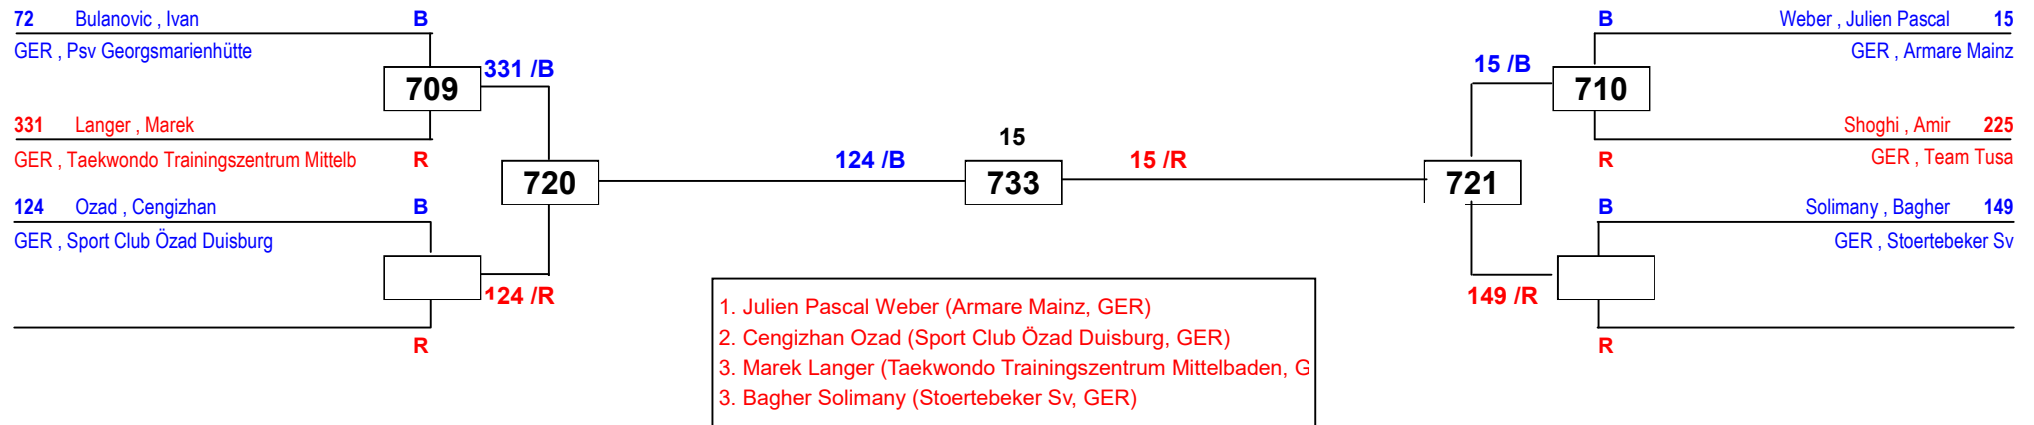 72 Bulanovic , Ivan B
GER , Psv Georgsmarienhütte
709
331 /B
331 Langer , Marek
GER , Taekwondo Trainingszentrum Mittelb R
720
124 Ozad , Cengizhan B
GER , Sport Club Özad Duisburg
124 /R
R
124 /B
15
733
15 /R
B Weber , Julien Pascal 15
GER , Armare Mainz
15 /B
710
Shoghi , Amir 225
R GER , Team Tusa
721
B Solimany , Bagher 149
GER , Stoertebeker Sv
149 /R
R
1. Julien Pascal Weber (Armare Mainz, GER)
2. Cengizhan Ozad (Sport Club Özad Duisburg, GER)
3. Marek Langer (Taekwondo Trainingszentrum Mittelbaden, G
3. Bagher Solimany (Stoertebeker Sv, GER)